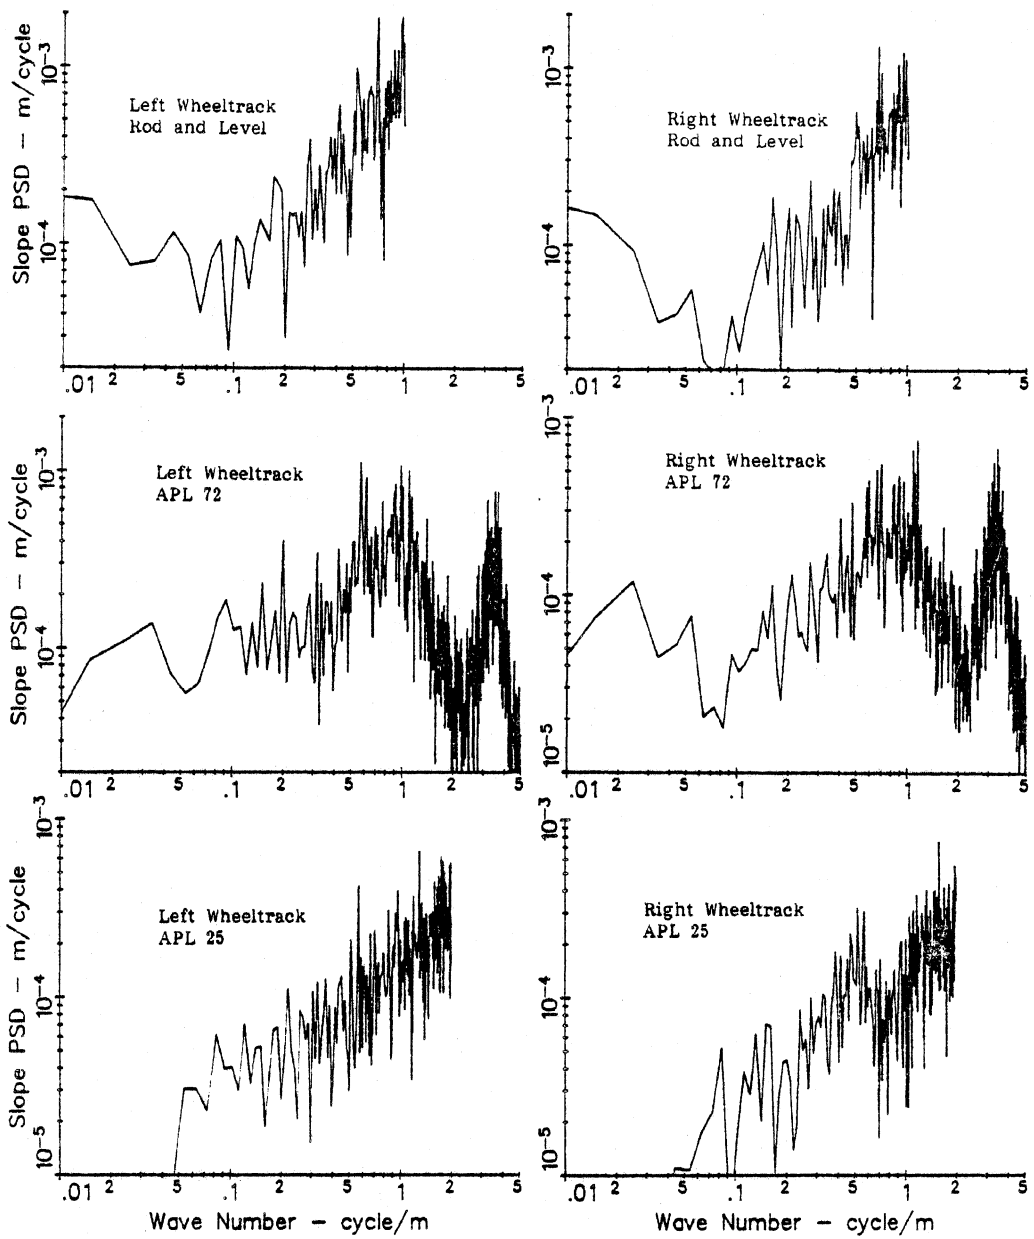 Slope PSD – m/cycle
10-3
10-4
Left Wheeltrack
Rod and Level
.01 2 5 .1 2 1 2 5
10-3
10-4
Right Wheeltrack
Rod and Level
.01 2 5 .1 2 5 1 2 5
Slope PSD – m/cycle
10-3
10-4
Left Wheeltrack
APL 72
.01 2 5 .1 2 5 1 2 5
10-3
10-4
10-5
Right Wheeltrack
APL 72
.01 2 5 .1 2 5 1 2 5
Slope PSD – m/cycle
10-3
10-4
10-5
Left Wheeltrack
APL 25
.01 2 5 .1 2 5 1 2 5
Wave Number – cycle/m
10-3
10-4
10-5
Right Wheeltrack
APL 25
.01 2 5 .1 2 5 1 2 5
Wave Number – cycle/m